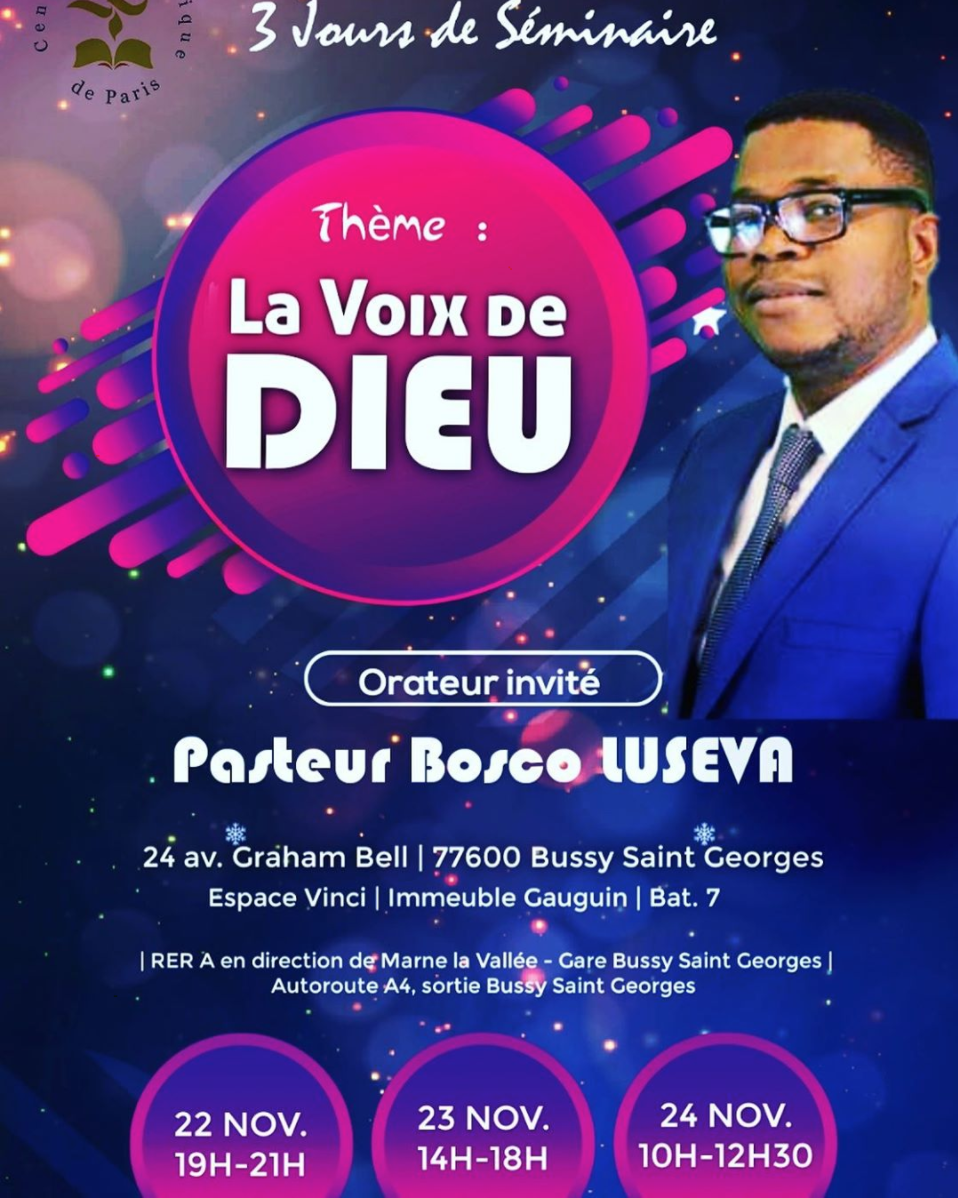 de Paris
3 Jours de Séminaire
Thème :
La Voix de
DIEU
Orateur invité
Pasteur Bosco LUSEVA
24 av. Graham Bell | 77600 Bussy Saint Georges
Espace Vinci | Immeuble Gauguin | Bat. 7
| RER A en direction de Marne la Vallée - Gare Bussy Saint Georges |
Autoroute A4, sortie Bussy Saint Georges
22 NOV.
19H-21H
23 NOV.
14H-18H
24 NOV.
10H-12H30